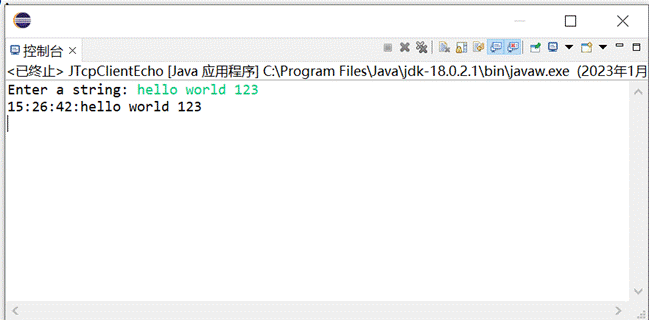 控制台
<已终止> JTcpClientEcho [Java 应用程序] C:\Program Files\Java\jdk-18.0.2.1\bin\javaw.exe  (2023年1月
Enter a string: hello world 123
15:26:42:hello world 123